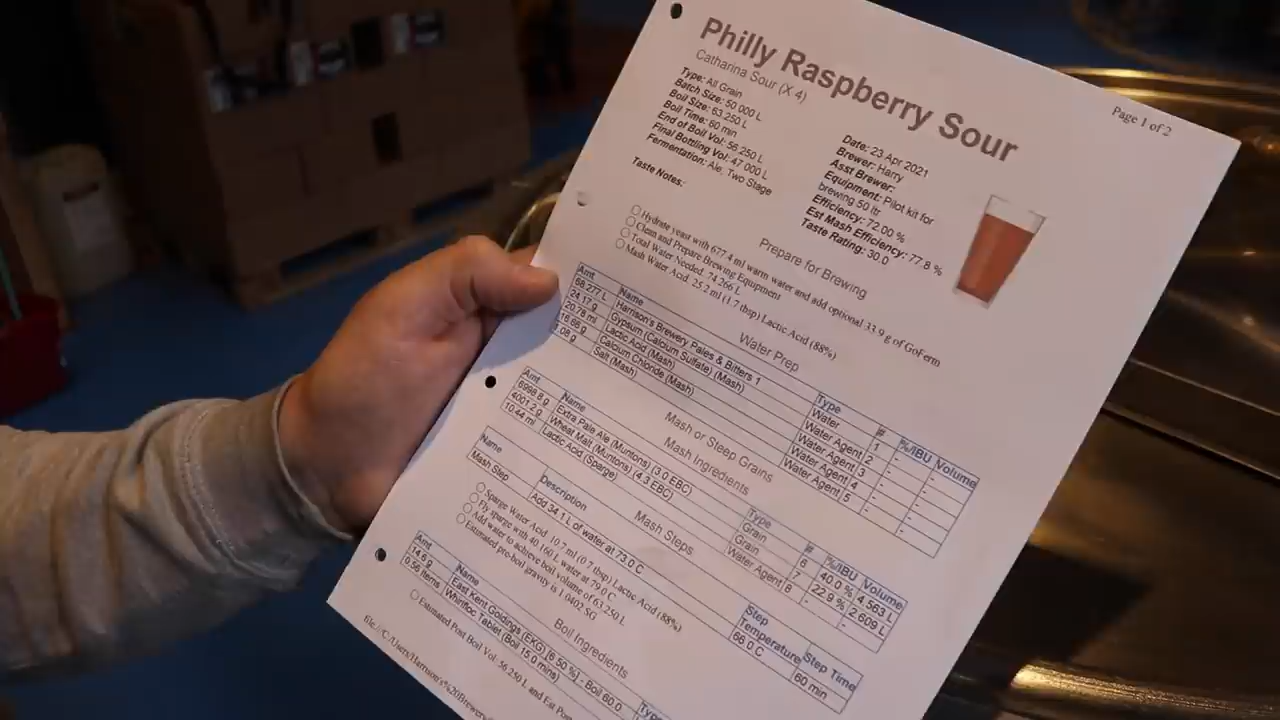 Philly Raspberry Sour
Page 1 of 2
Catharina Sour (X 4)
Type: All Grain
Batch Size: 50.000 L
Boil Size: 63.250 L
Boil Time: 60 min
End of Boil Vol: 56.250 L
Final Bottling Vol: 47.000 L
Fermentation: Ale, Two Stage
Date: 23 Apr 2021
Brewer: Harry
Asst Brewer:
Equipment: Pilot kit for
brewing 50 ltr
Efficiency: 72.00 %
Est Mash Efficiency: 77.8 %
Taste Rating: 30.0
Taste Notes:
Prepare for Brewing
Hydrate yeast with 677.4 ml warm water and add optional 33.9 g of GoFerm
Clean and Prepare Brewing Equipment
Total Water Needed: 74.266 L
Mash Water Acid: 25.2 ml (1.7 tbsp) Lactic Acid (88%)
Water Prep
Amt Name Type # %/IBU Volume
68.277 L Harrison's Brewery Pales & Bitters 1 Water 1 - -
24.17 g Gypsum (Calcium Sulfate) (Mash) Water Agent 2 - -
20.78 ml Lactic Acid (Mash) Water Agent 3 - -
16.66 g Calcium Chloride (Mash) Water Agent 4 - -
1.08 g Salt (Mash) Water Agent 5 - -
Mash or Steep Grains
Mash Ingredients
Amt Name Type # %/IBU Volume
6998.8 g Extra Pale Ale (Muntons) (3.0 EBC) Grain 6 40.0 % 4.563 L
4001.2 g Wheat Malt (Muntons) (4.3 EBC) Grain 7 22.9 % 2.609 L
10.44 ml Lactic Acid (Sparge) Water Agent 8 - -
Mash Steps
Name Description Step Temperature Step Time
Mash Step Add 34.1 L of water at 73.0 C 66.0 C 60 min
Sparge Water Acid: 10.7 ml (0.7 tbsp) Lactic Acid (88%)
Fly sparge with 40.160 L water at 79.0 C
Add water to achieve boil volume of 63.250 L
Estimated pre-boil gravity is 1.0402 SG
Boil Ingredients
Amt Name Type
14.6 g East Kent Goldings (EKG) [6.50 %] - Boil 60.0
0.56 Items Whirlfloc Tablet (Boil 15.0 mins)
Estimated Post Boil Vol: 56.250 L and Est Post
file:///C:/Users/Harrison's%20Brewery